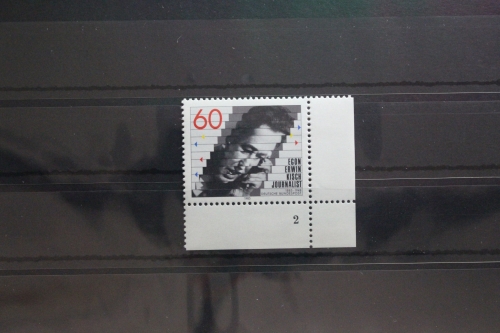 60
EGON
ERWIN
KISCH
JOURNALIST
2